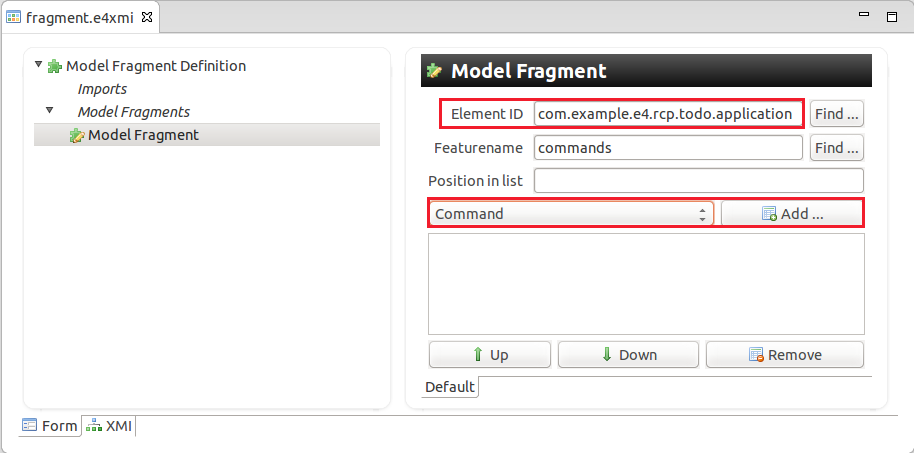 fragment.e4xmi
Model Fragment Definition
Imports
Model Fragments
Model Fragment
Model Fragment
Element ID com.example.e4.rcp.todo.application Find ...
Featurename commands Find ...
Position in list
Command Add ...
Up Down Remove
Default
Form XMI